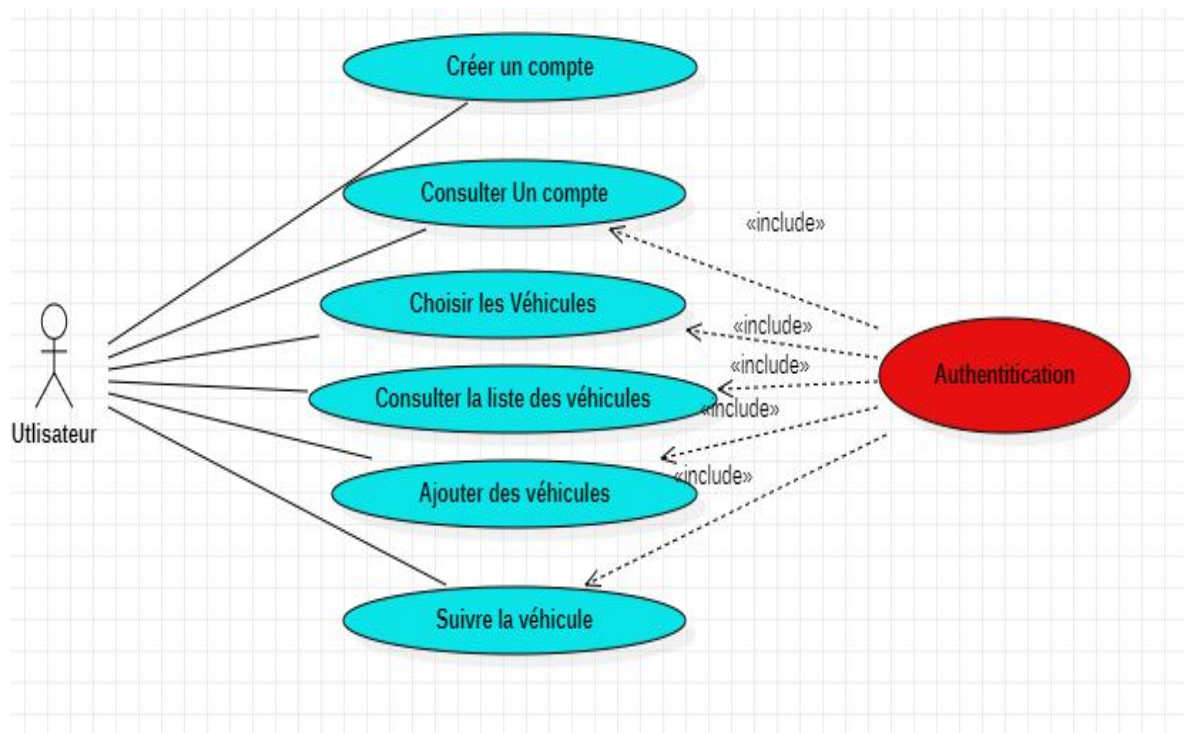 Créer un compte
Consulter Un compte
«include»
Choisir les Véhicules
«include»
«include»
Authentitication
Consulter la liste des véhicules
«include»
Utlisateur
«include»
Ajouter des véhicules
Suivre la véhicule